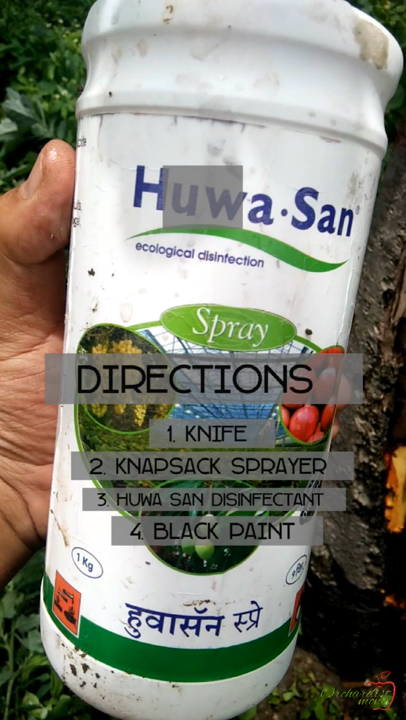 Huwa·San
ecological disinfection
Spray
DIRECTIONS
1. KNIFE
2. KNAPSACK SPRAYER
3. HUWA SAN DISINFECTANT
4. BLACK PAINT
1 Kg
हुवासॅन स्प्रे
Orchardist